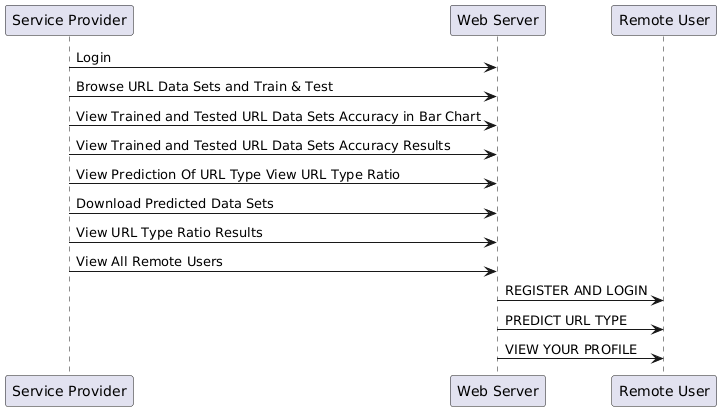 Service Provider
Web Server
Remote User
Login
Browse URL Data Sets and Train & Test
View Trained and Tested URL Data Sets Accuracy in Bar Chart
View Trained and Tested URL Data Sets Accuracy Results
View Prediction Of URL Type View URL Type Ratio
Download Predicted Data Sets
View URL Type Ratio Results
View All Remote Users
REGISTER AND LOGIN
PREDICT URL TYPE
VIEW YOUR PROFILE
Service Provider
Web Server
Remote User